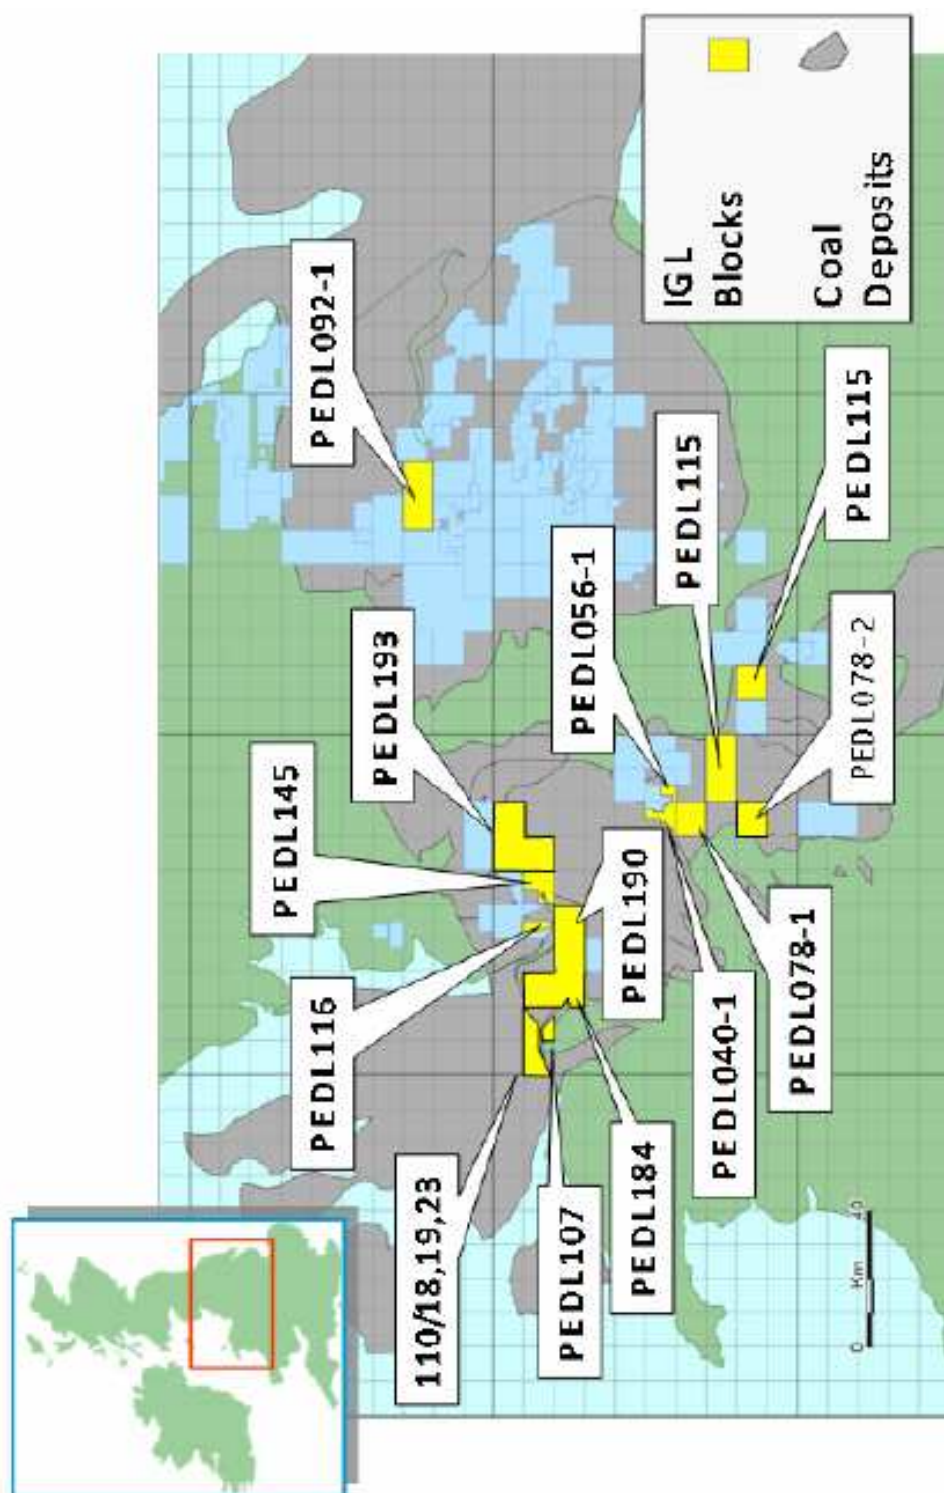 PEDL145
PEDL116
PEDL092-1
PEDL193
110/18,19,23
PEDL107
PEDL056-1
PEDL190
PEDL184
PEDL115
PEDL040-1
PEDL078-1
PEDL115
PEDL078-2
0 Km 40
IGL
Blocks
Coal
Deposits